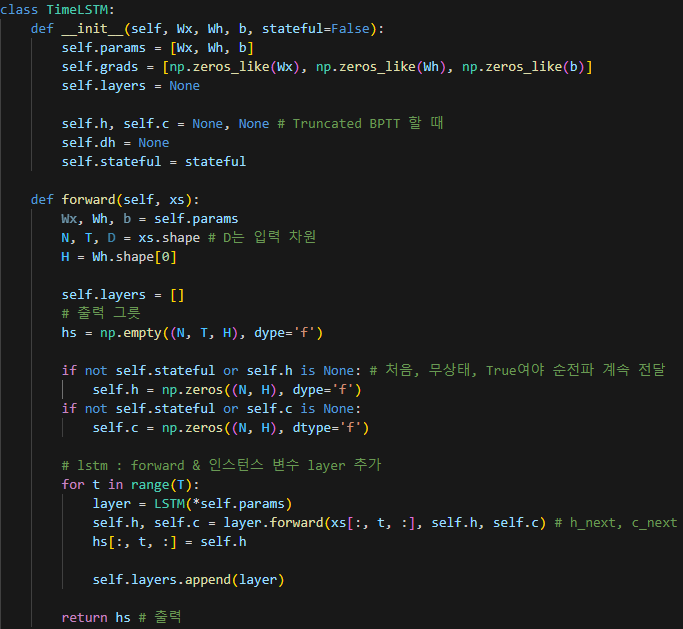 class TimeLSTM:
    def __init__(self, Wx, Wh, b, stateful=False):
        self.params = [Wx, Wh, b]
        self.grads = [np.zeros_like(Wx), np.zeros_like(Wh), np.zeros_like(b)]
        self.layers = None

        self.h, self.c = None, None # Truncated BPTT 할 때
        self.dh = None
        self.stateful = stateful

    def forward(self, xs):
        Wx, Wh, b = self.params
        N, T, D = xs.shape # D는 입력 차원
        H = Wh.shape[0]

        self.layers = []
        # 출력 그릇
        hs = np.empty((N, T, H), dype='f')

        if not self.stateful or self.h is None: # 처음, 무상태, True여야 순전파 계속 전달
            self.h = np.zeros((N, H), dype='f')
        if not self.stateful or self.c is None:
            self.c = np.zeros((N, H), dtype='f')

        # lstm : forward & 인스턴스 변수 layer 추가
        for t in range(T):
            layer = LSTM(*self.params)
            self.h, self.c = layer.forward(xs[:, t, :], self.h, self.c) # h_next, c_next
            hs[:, t, :] = self.h

            self.layers.append(layer)

        return hs # 출력